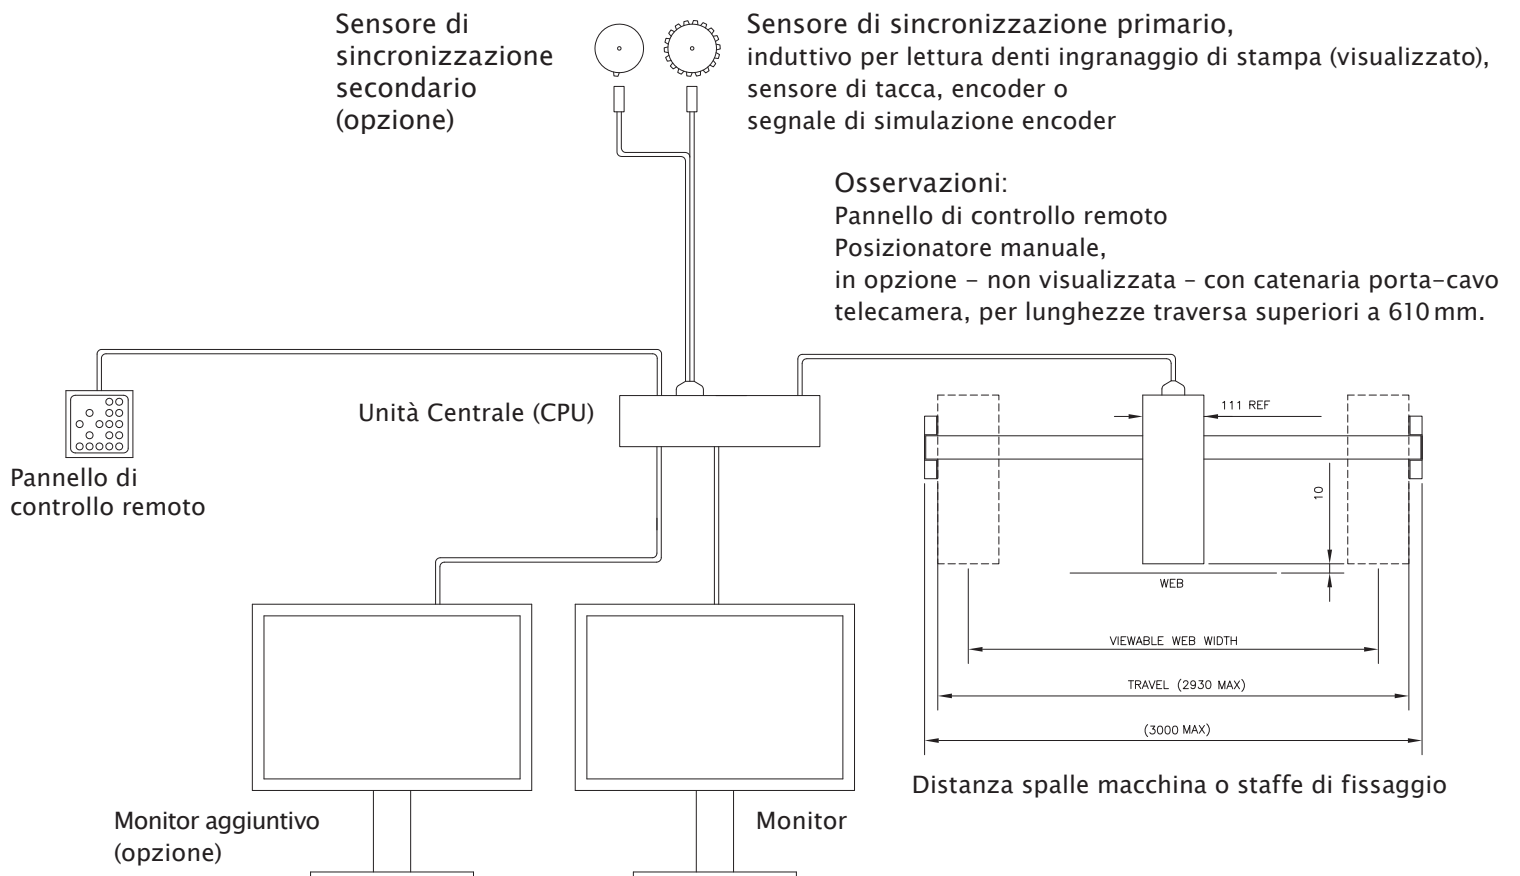 Sensore di
sincronizzazione
secondario
(opzione)
Sensore di sincronizzazione primario,
induttivo per lettura denti ingranaggio di stampa (visualizzato),
sensore di tacca, encoder o
segnale di simulazione encoder
Osservazioni:
Pannello di controllo remoto
Posizionatore manuale,
in opzione – non visualizzata – con catenaria porta-cavo
telecamera, per lunghezze traversa superiori a 610 mm.
Unità Centrale (CPU)
Pannello di
controllo remoto
111 REF
10
WEB
VIEWABLE WEB WIDTH
TRAVEL (2930 MAX)
(3000 MAX)
Distanza spalle macchina o staffe di fissaggio
Monitor aggiuntivo
(opzione)
Monitor